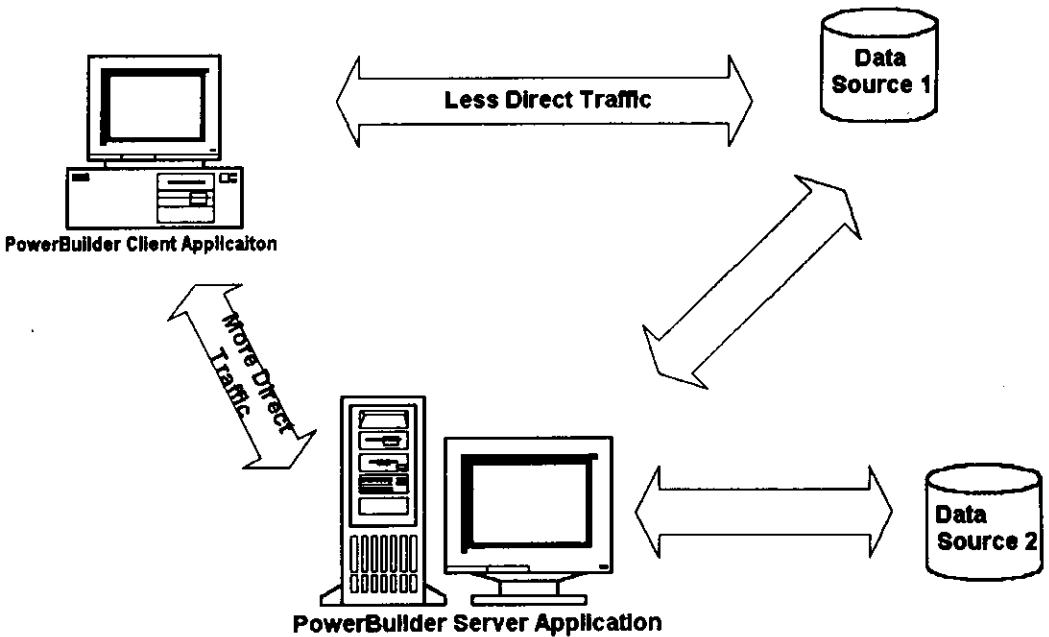 Data
Source 1
Less Direct Traffic
PowerBuilder Client Applicaiton
More Direct
Traffic
Data
Source 2
PowerBuilder Server Application